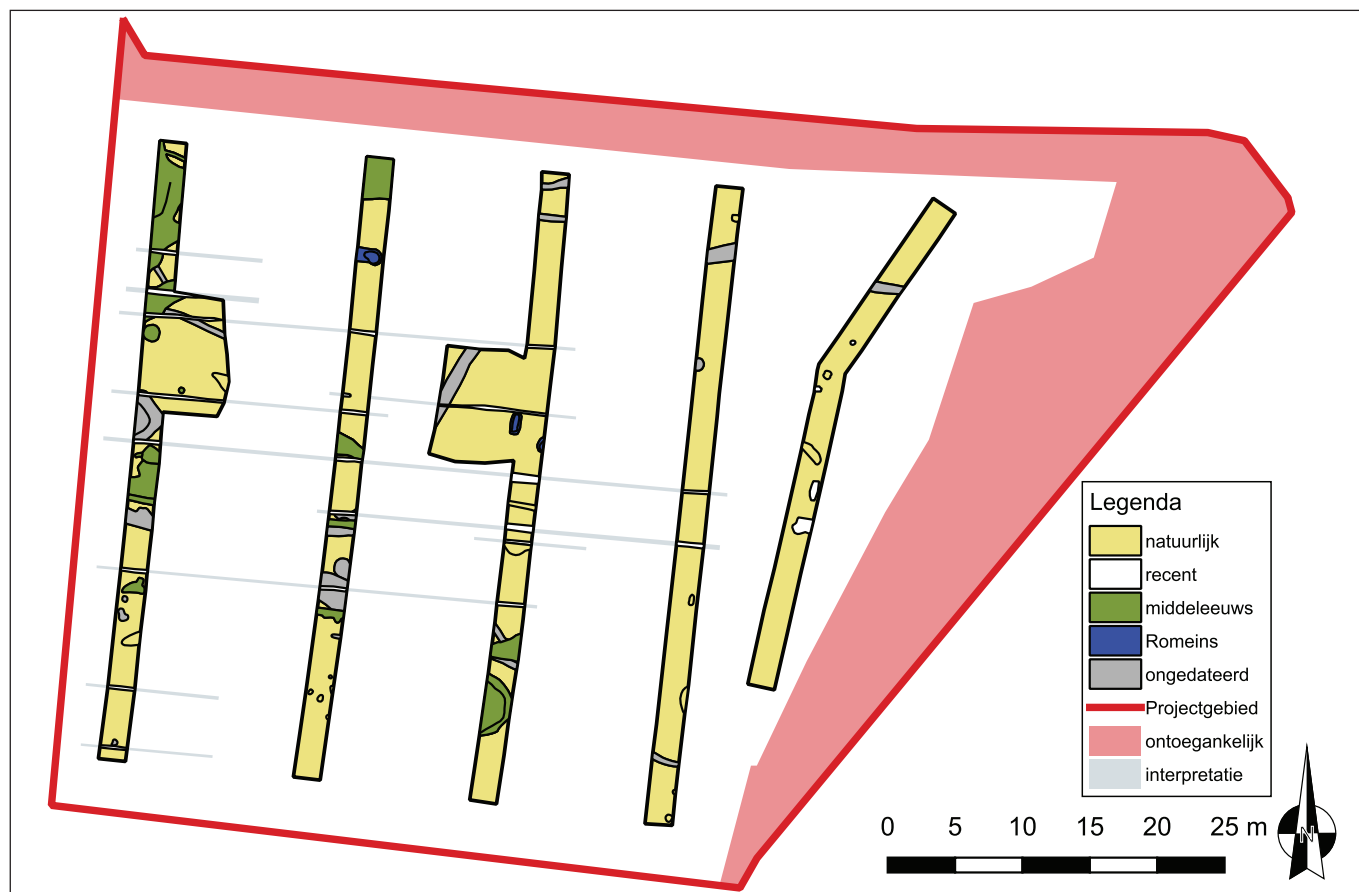 Legenda
natuurlijk
recent
middeleeuws
Romeins
ongedateerd
Projectgebied
ontoegankelijk
interpretatie
0 5 10 15 20 25 m
N